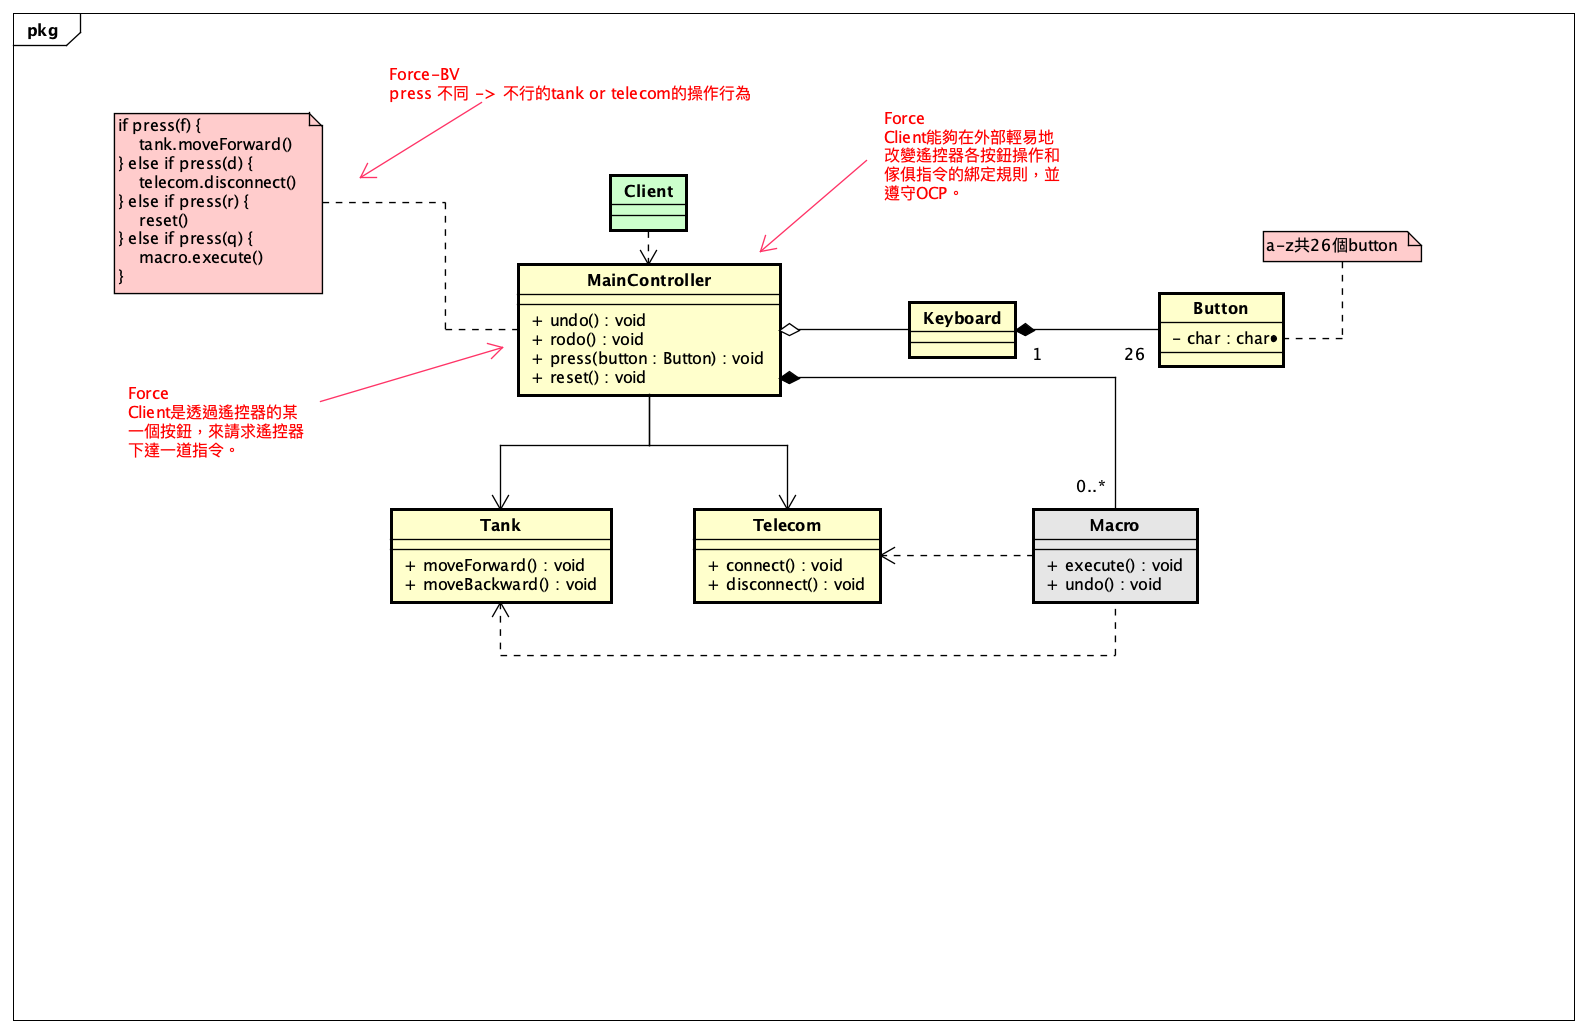 pkg
Force-BV
press 不同 -> 不行的tank or telecom的操作行為
if press(f) {
tank.moveForward()
} else if press(d) {
telecom.disconnect()
} else if press(r) {
reset()
} else if press(q) {
macro.execute()
}
Force
Client能夠在外部輕易地
改變遙控器各按鈕操作和
傢俱指令的綁定規則，並
遵守OCP。
Client
a-z共26個button
MainController
+ undo() : void
+ rodo() : void
+ press(button : Button) : void
+ reset() : void
Keyboard
1
26
Button
- char : char
Force
Client是透過遙控器的某
一個按鈕，來請求遙控器
下達一道指令。
0..*
Tank
+ moveForward() : void
+ moveBackward() : void
Telecom
+ connect() : void
+ disconnect() : void
Macro
+ execute() : void
+ undo() : void